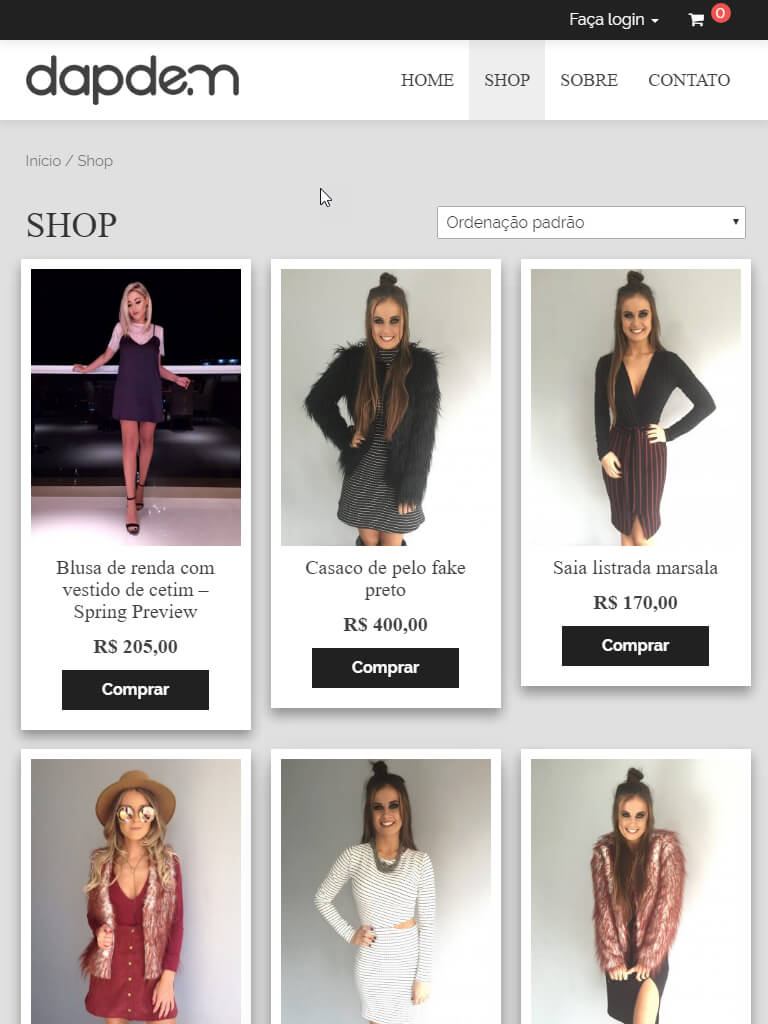 Faça login
0
dapdem
HOME SHOP SOBRE CONTATO
Início / Shop
SHOP
Ordenação padrão
Blusa de renda com
vestido de cetim –
Spring Preview
R$ 205,00
Comprar
Casaco de pelo fake
preto
R$ 400,00
Comprar
Saia listrada marsala
R$ 170,00
Comprar